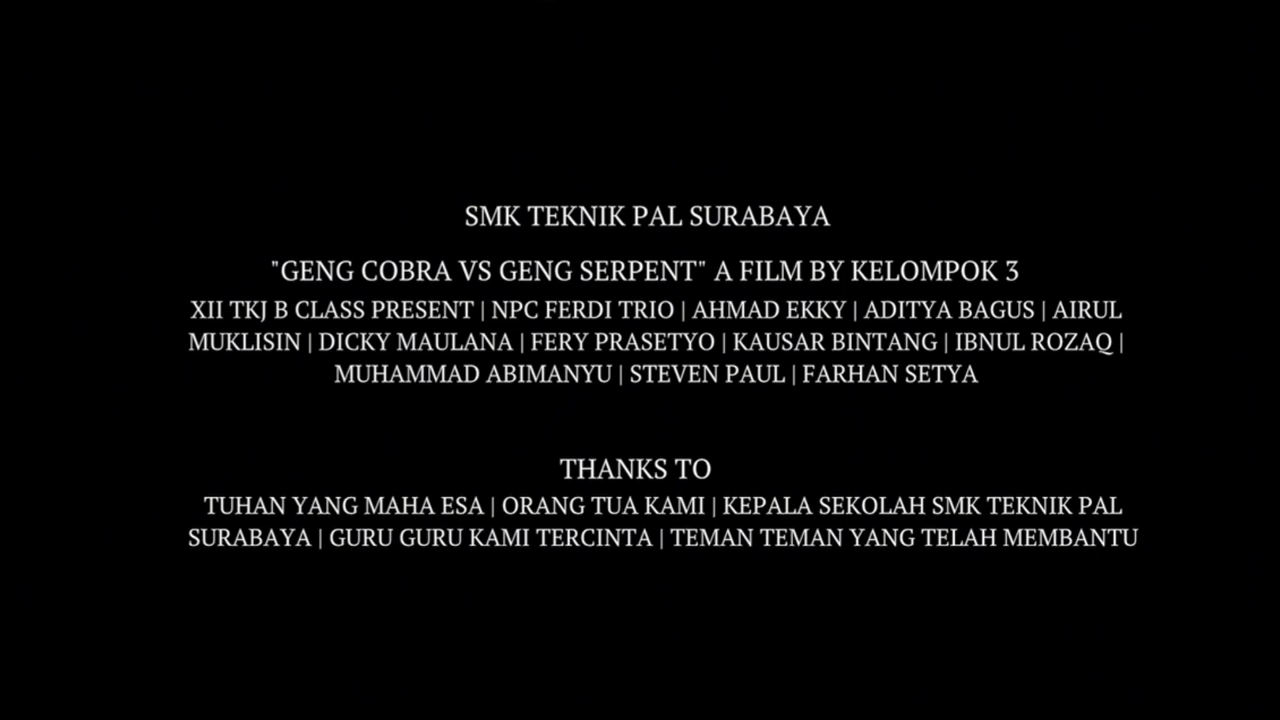 SMK TEKNIK PAL SURABAYA
"GENG COBRA VS GENG SERPENT" A FILM BY KELOMPOK 3
XII TKJ B CLASS PRESENT | NPC FERDI TRIO | AHMAD EKKY | ADITYA BAGUS | AIRUL
MUKLISIN | DICKY MAULANA | FERY PRASETYO | KAUSAR BINTANG | IBNUL ROZAQ |
MUHAMMAD ABIMANYU | STEVEN PAUL | FARHAN SETYA
THANKS TO
TUHAN YANG MAHA ESA | ORANG TUA KAMI | KEPALA SEKOLAH SMK TEKNIK PAL
SURABAYA | GURU GURU KAMI TERCINTA | TEMAN TEMAN YANG TELAH MEMBANTU